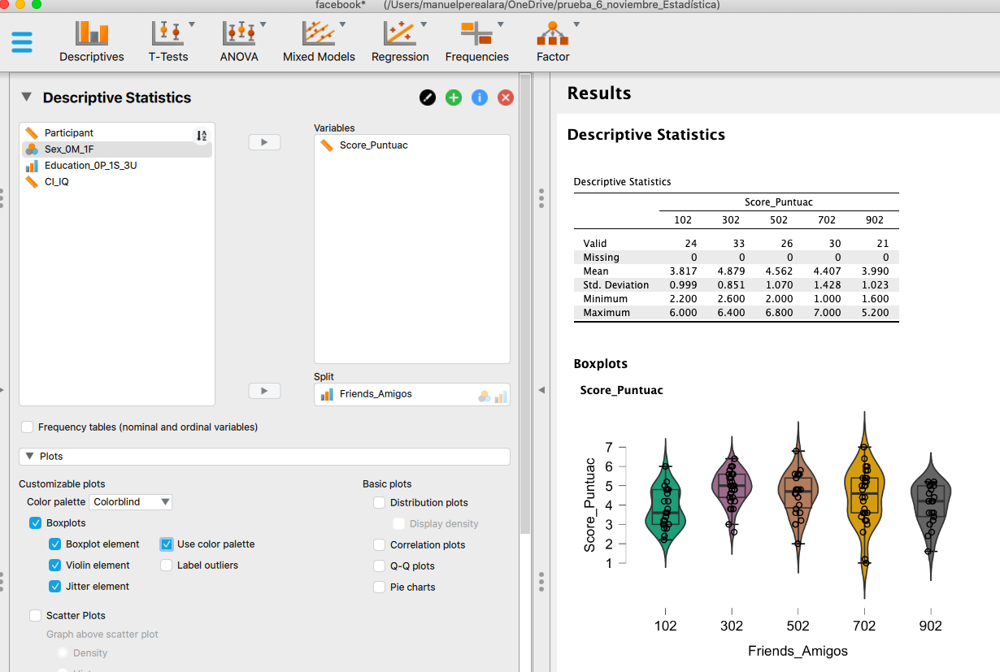 facebook* (/Users/manuelperealara/OneDrive/prueba_6_noviembre_Estadística)
Descriptives T-Tests ANOVA Mixed Models Regression Frequencies Factor
Descriptive Statistics
Participant
Sex_0M_1F
Education_0P_1S_3U
CI_IQ
Variables
Score_Puntuac
Split
Friends_Amigos
Frequency tables (nominal and ordinal variables)
Plots
Customizable plots
Color palette Colorblind
Boxplots
Boxplot element Use color palette
Violin element Label outliers
Jitter element
Scatter Plots
Graph above scatter plot
Density
Basic plots
Distribution plots
Display density
Correlation plots
Q-Q plots
Pie charts
Results
Descriptive Statistics
Descriptive Statistics
Score_Puntuac
102 302 502 702 902
Valid 24 33 26 30 21
Missing 0 0 0 0 0
Mean 3.817 4.879 4.562 4.407 3.990
Std. Deviation 0.999 0.851 1.070 1.428 1.023
Minimum 2.200 2.600 2.000 1.000 1.600
Maximum 6.000 6.400 6.800 7.000 5.200
Boxplots
Score_Puntuac
Score_Puntuac
7
6
5
4
3
2
1
102 302 502 702 902
Friends_Amigos